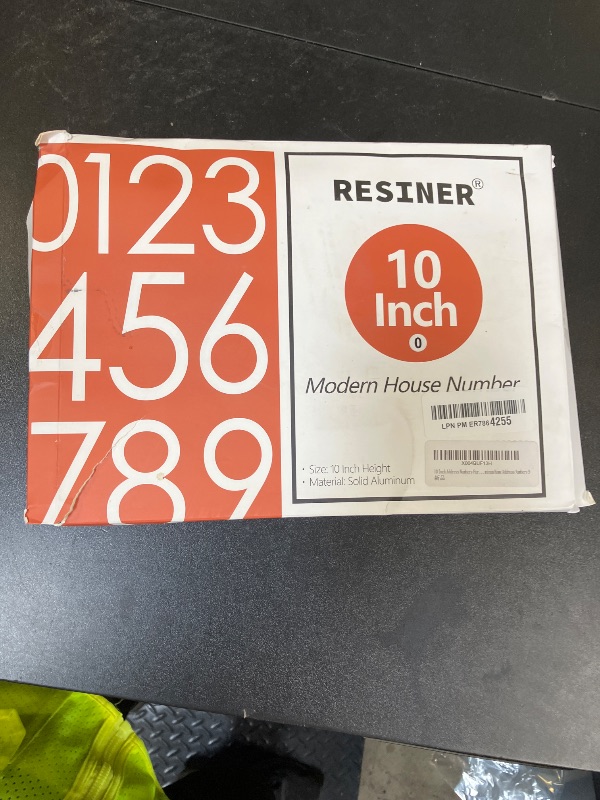 0123
456
789
RESINER®
10
Inch
0
Modern House Number
LPN PM ER786 4255
• Size: 10 Inch Height
• Material: Solid Aluminum